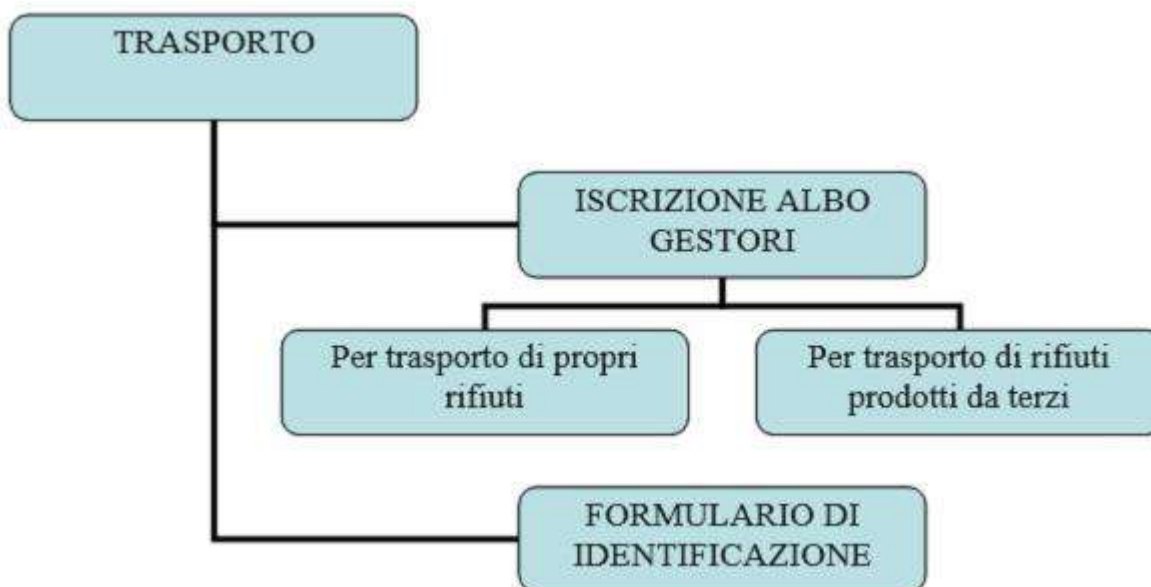 TRASPORTO
ISCRIZIONE ALBO
GESTORI
Per trasporto di propri
rifiuti
Per trasporto di rifiuti
prodotti da terzi
FORMULARIO DI
IDENTIFICAZIONE